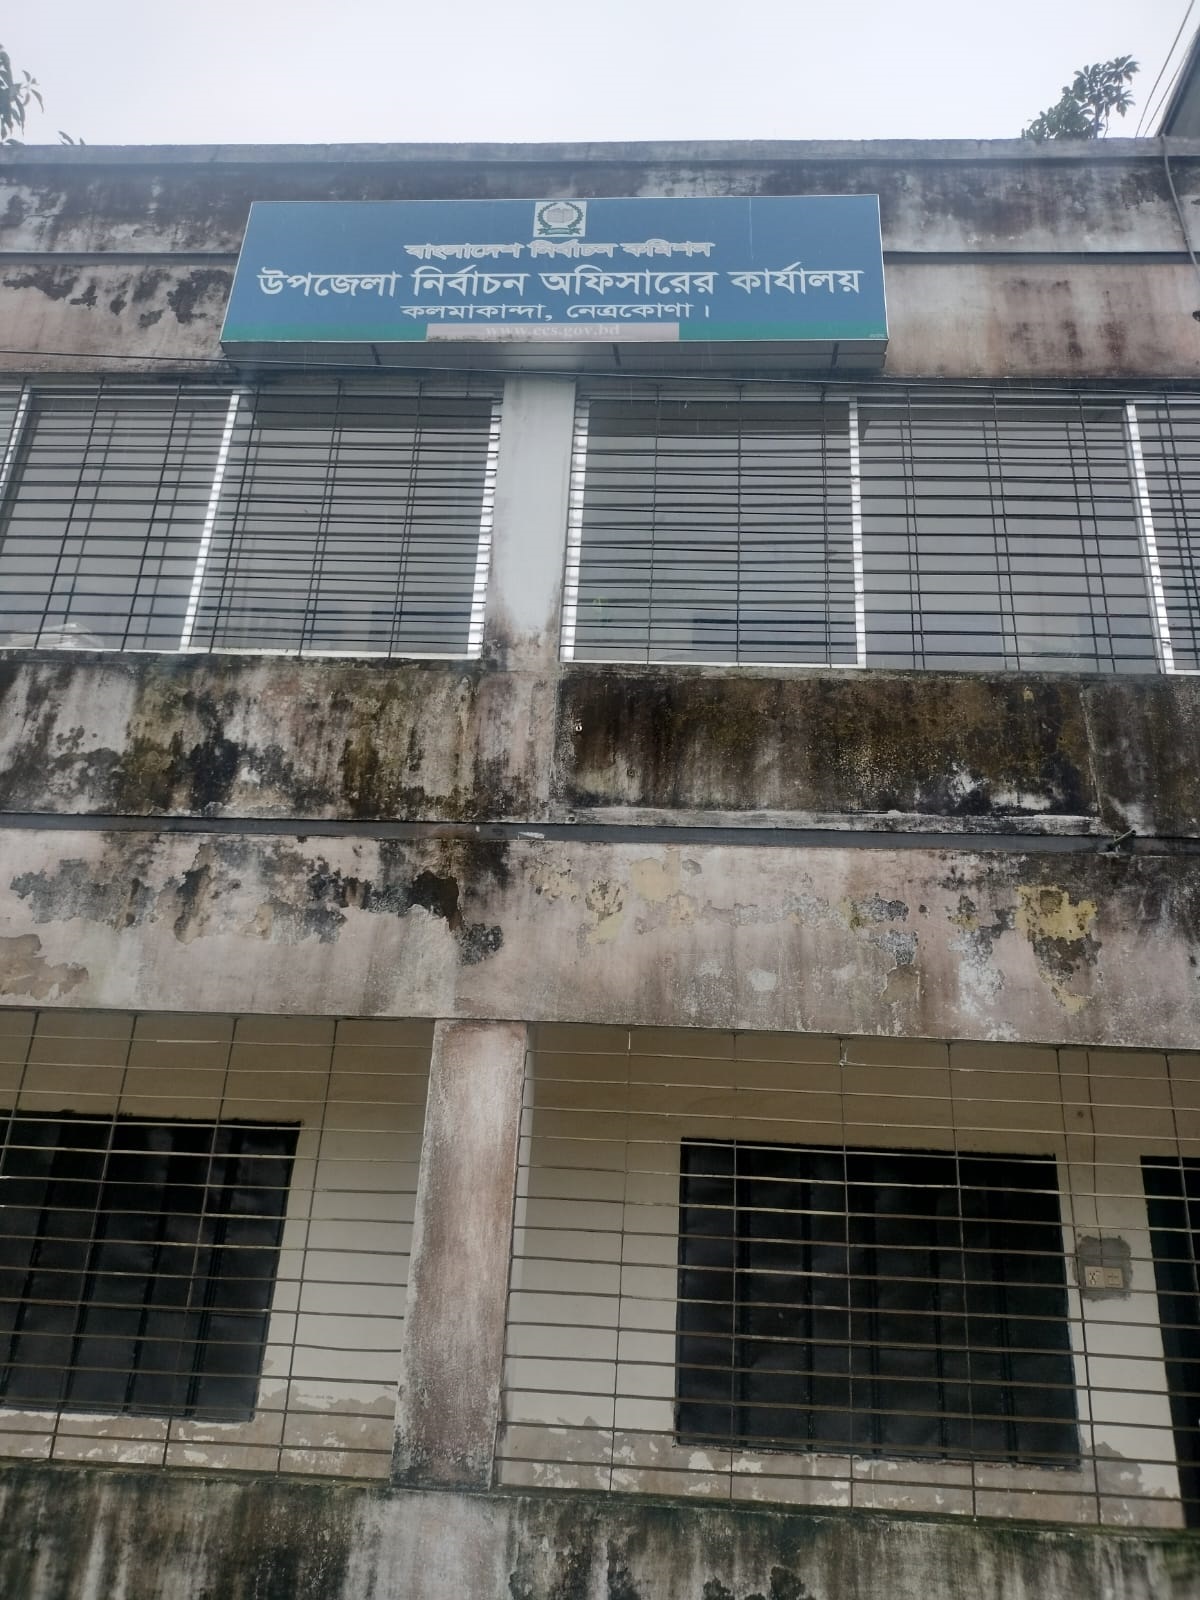 বাংলাদেশ নির্বাচন কমিশন
উপজেলা নির্বাচন অফিসারের কার্যালয়
কলমাকান্দা, নেত্রকোণা।
www.ecs.gov.bd